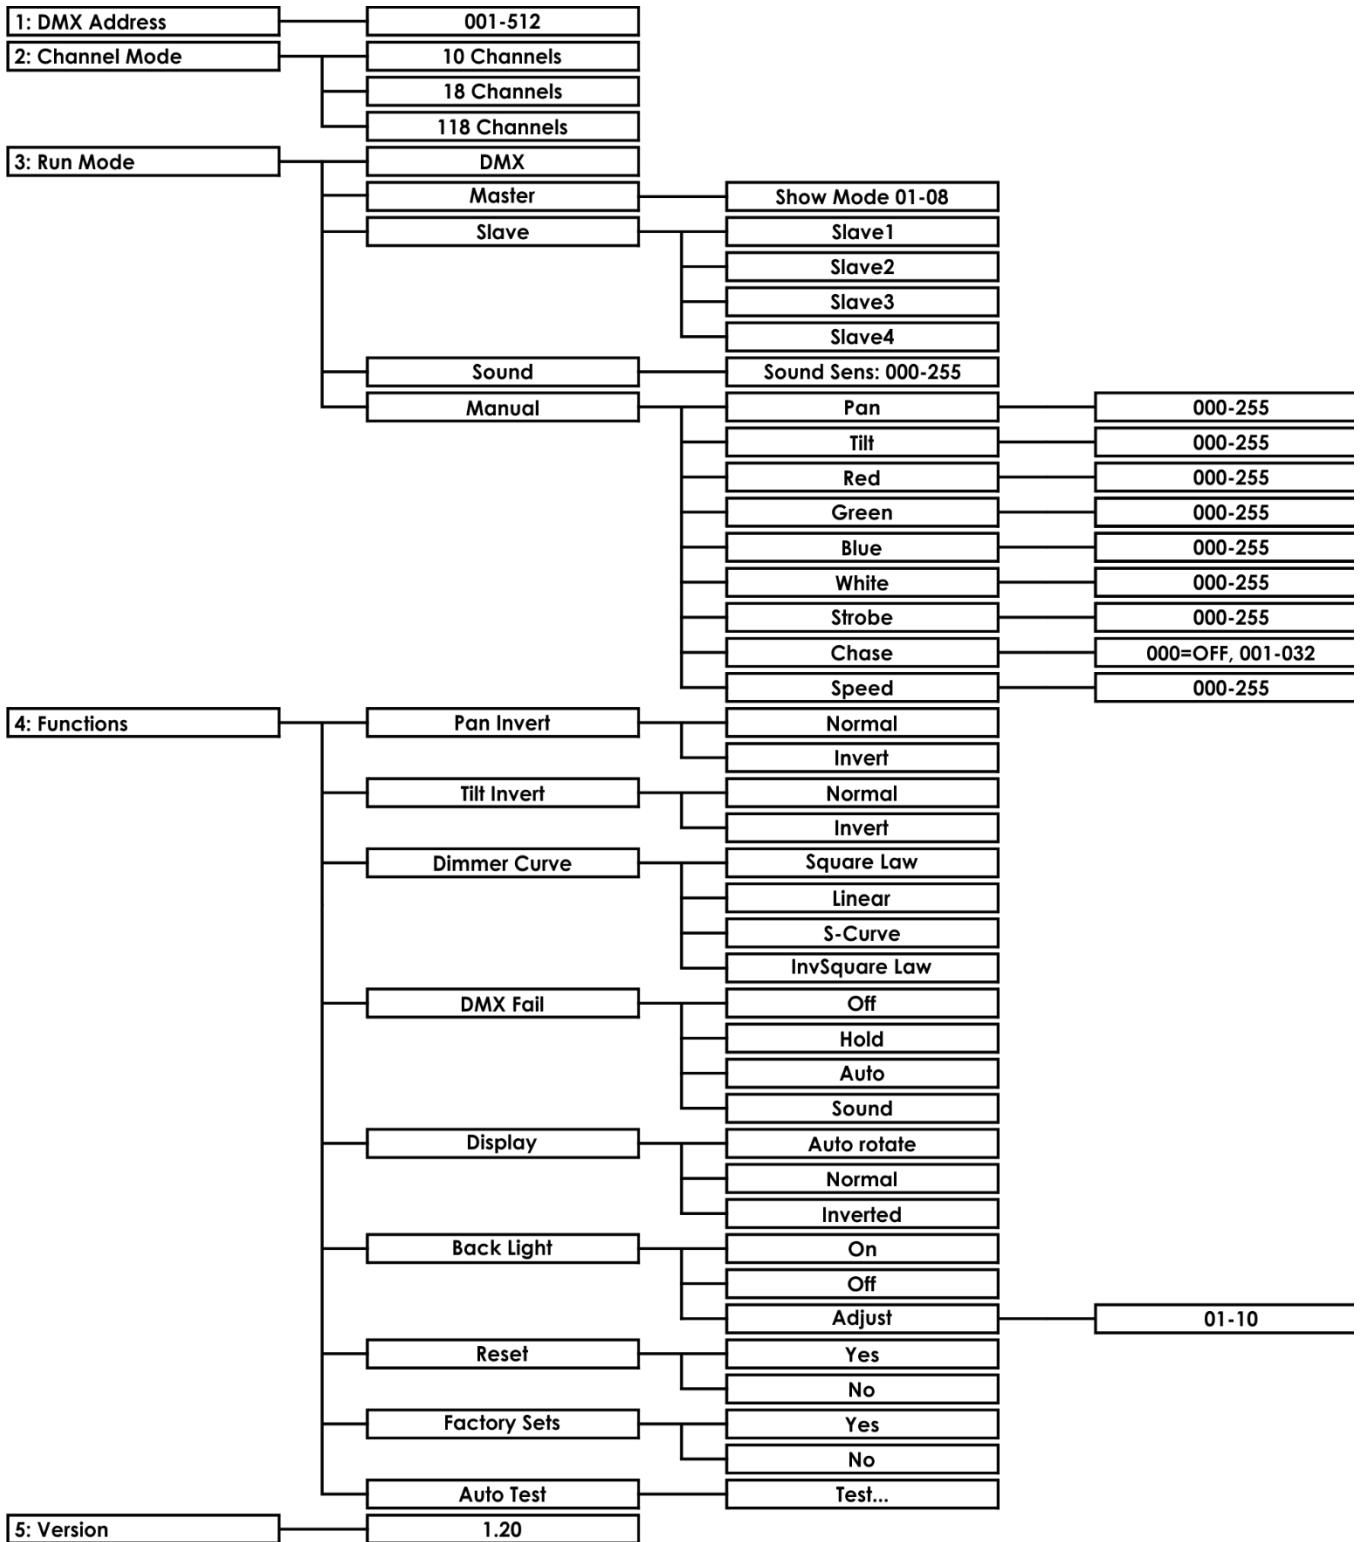 1: DMX Address
001-512
2: Channel Mode
10 Channels
18 Channels
118 Channels
3: Run Mode
DMX
Master
Show Mode 01-08
Slave
Slave1
Slave2
Slave3
Slave4
Sound
Sound Sens: 000-255
Manual
Pan
000-255
Tilt
000-255
Red
000-255
Green
000-255
Blue
000-255
White
000-255
Strobe
000-255
Chase
000=OFF, 001-032
Speed
000-255
4: Functions
Pan Invert
Normal
Invert
Tilt Invert
Normal
Invert
Dimmer Curve
Square Law
Linear
S-Curve
InvSquare Law
DMX Fail
Off
Hold
Auto
Sound
Display
Auto rotate
Normal
Inverted
Back Light
On
Off
Adjust
01-10
Reset
Yes
No
Factory Sets
Yes
No
Auto Test
Test...
5: Version
1.20